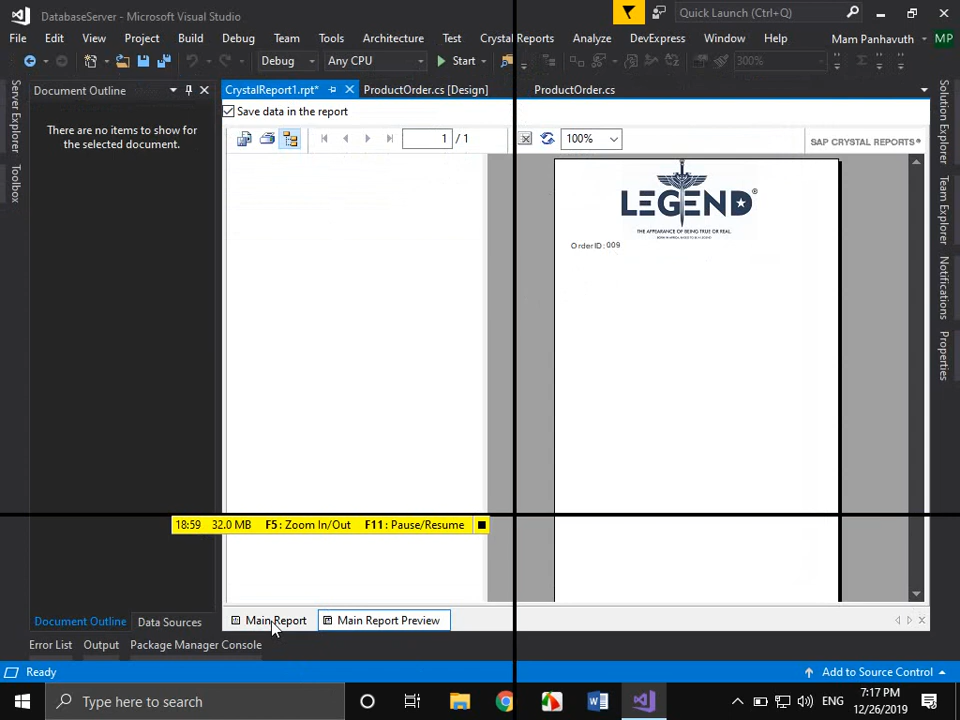 DatabaseServer - Microsoft Visual Studio
Quick Launch (Ctrl+Q)
File Edit View Project Build Debug Team Tools Architecture Test Crystal Reports Analyze DevExpress Window Help Mam Panhavuth MP
Debug Any CPU Start 300%
Server Explorer
Toolbox
Document Outline
There are no items to show for
the selected document.
CrystalReport1.rpt* ProductOrder.cs [Design] ProductOrder.cs
Save data in the report
1 / 1 100% SAP CRYSTAL REPORTS®
LEGEND®
THE APPEARANCE OF BEING TRUE OR REAL
Order ID : 009
18:59 32.0 MB F5 : Zoom In/Out F11 : Pause/Resume
Main Report Main Report Preview
Document Outline Data Sources
Error List Output Package Manager Console
Solution Explorer
Team Explorer
Notifications
Properties
Ready Add to Source Control
Type here to search
ENG
7:17 PM
12/26/2019